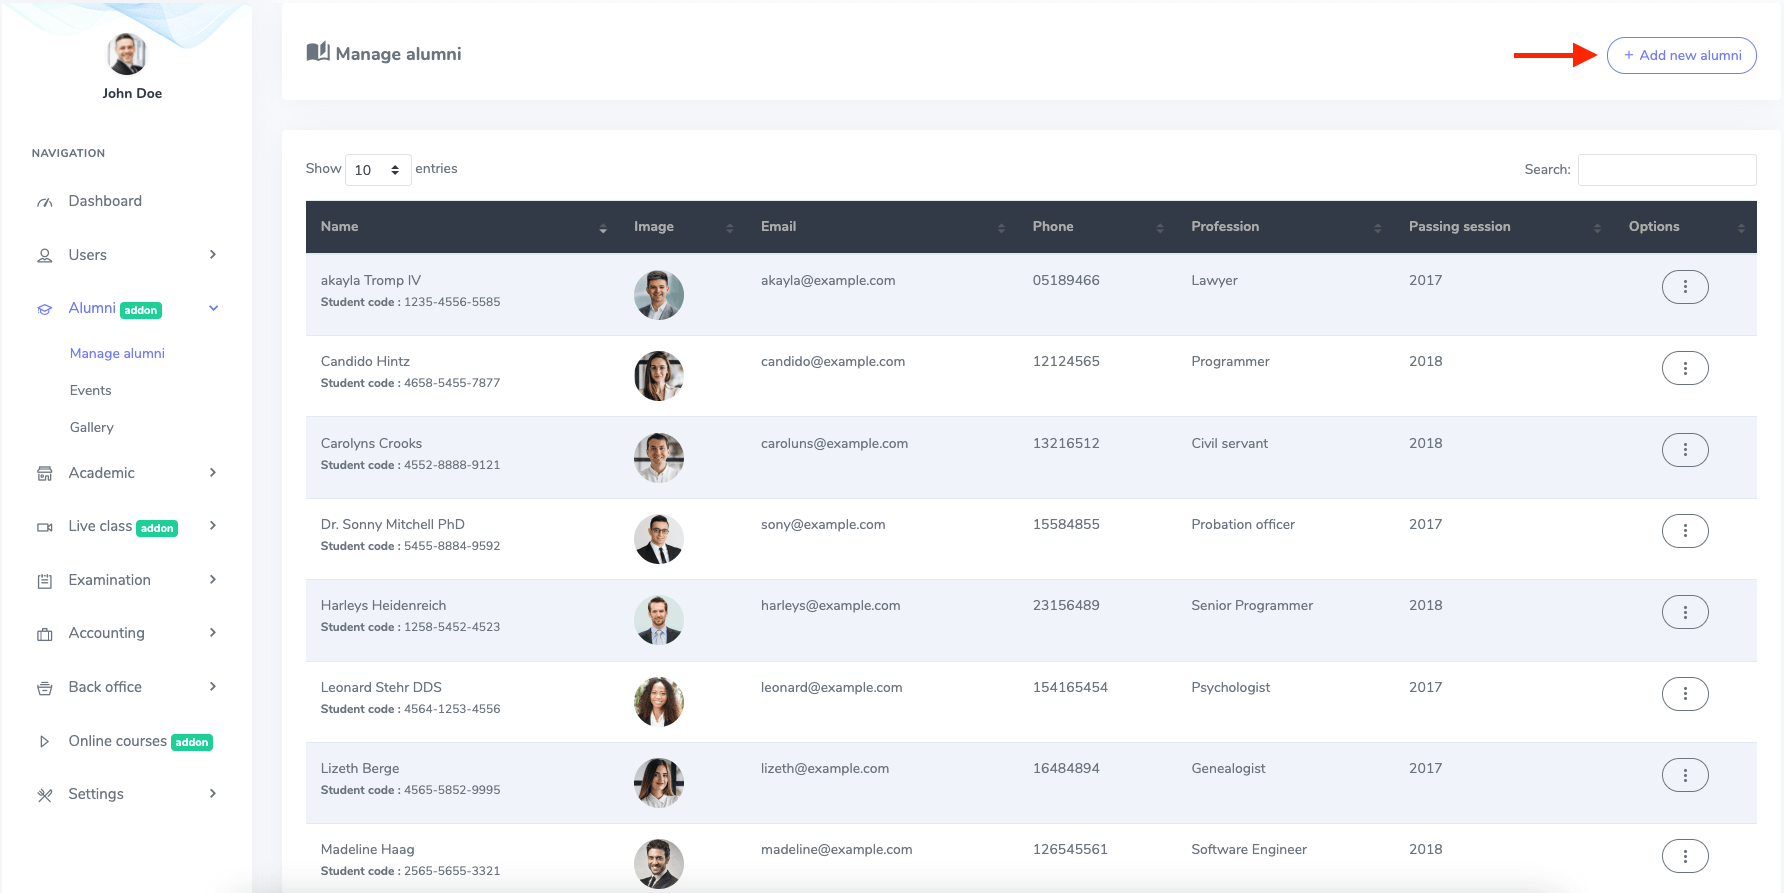 John Doe
NAVIGATION
Dashboard
Users
Alumni addon
Manage alumni
Events
Gallery
Academic
Live class addon
Examination
Accounting
Back office
Online courses addon
Settings
Manage alumni
+ Add new alumni
Show 10 entries
Search:
Name Image Email Phone Profession Passing session Options
akayla Tromp IV akayla@example.com 05189466 Lawyer 2017
Student code : 1235-4556-5585
Candido Hintz candido@example.com 12124565 Programmer 2018
Student code : 4658-5455-7877
Carolyns Crooks caroluns@example.com 13216512 Civil servant 2018
Student code : 4552-8888-9121
Dr. Sonny Mitchell PhD sony@example.com 15584855 Probation officer 2017
Student code : 5455-8884-9592
Harleys Heidenreich harleys@example.com 23156489 Senior Programmer 2018
Student code : 1258-5452-4523
Leonard Stehr DDS leonard@example.com 154165454 Psychologist 2017
Student code : 4564-1253-4556
Lizeth Berge lizeth@example.com 16484894 Genealogist 2017
Student code : 4565-5852-9995
Madeline Haag madeline@example.com 126545561 Software Engineer 2018
Student code : 2565-5655-3321